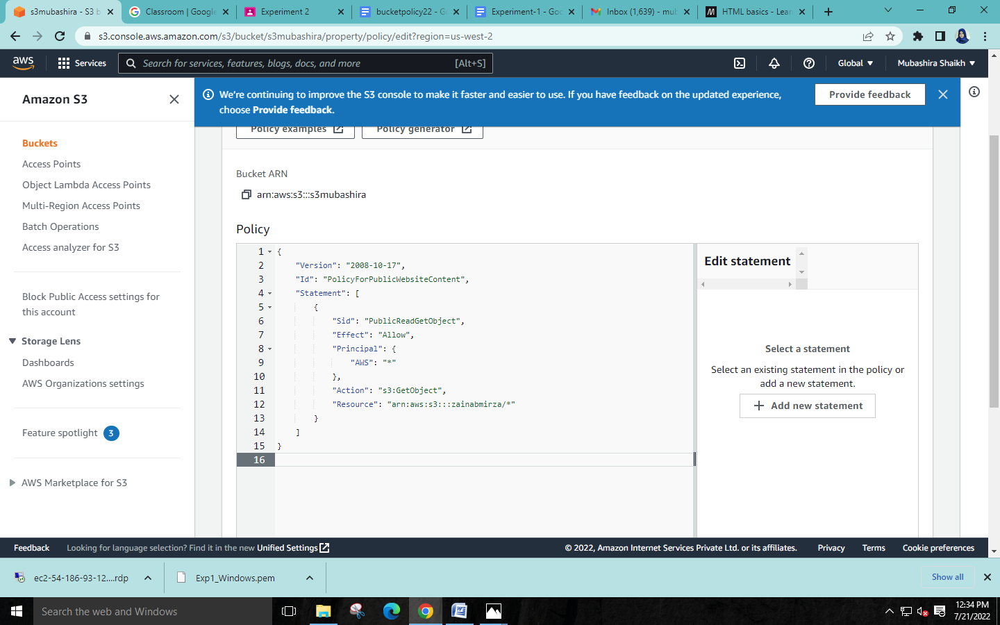 s3mubashira - S3 b
Classroom | Google
Experiment 2
bucketpolicy22 - G
Experiment-1 - Goo
Inbox (1,639) - mub
HTML basics - Lear
s3.console.aws.amazon.com/s3/bucket/s3mubashira/property/policy/edit?region=us-west-2
aws
Services
Search for services, features, blogs, docs, and more
[Alt+S]
Global
Mubashira Shaikh
Amazon S3
We're continuing to improve the S3 console to make it faster and easier to use. If you have feedback on the updated experience,
choose Provide feedback.
Provide feedback
Buckets
Access Points
Object Lambda Access Points
Multi-Region Access Points
Batch Operations
Access analyzer for S3
Block Public Access settings for
this account
Storage Lens
Dashboards
AWS Organizations settings
Feature spotlight 3
AWS Marketplace for S3
Policy examples
Policy generator
Bucket ARN
arn:aws:s3:::s3mubashira
Policy
1 {
2 "Version": "2008-10-17",
3 "Id": "PolicyForPublicWebsiteContent",
4 "Statement": [
5 {
6 "Sid": "PublicReadGetObject",
7 "Effect": "Allow",
8 "Principal": {
9 "AWS": "*"
10 },
11 "Action": "s3:GetObject",
12 "Resource": "arn:aws:s3:::zainabmirza/*"
13 }
14 ]
15 }
16
Edit statement
Select a statement
Select an existing statement in the policy or
add a new statement.
Add new statement
Feedback
Looking for language selection? Find it in the new Unified Settings
© 2022, Amazon Internet Services Private Ltd. or its affiliates.
Privacy
Terms
Cookie preferences
ec2-54-186-93-12....rdp
Exp1_Windows.pem
Show all
Search the web and Windows
12:34 PM
7/21/2022